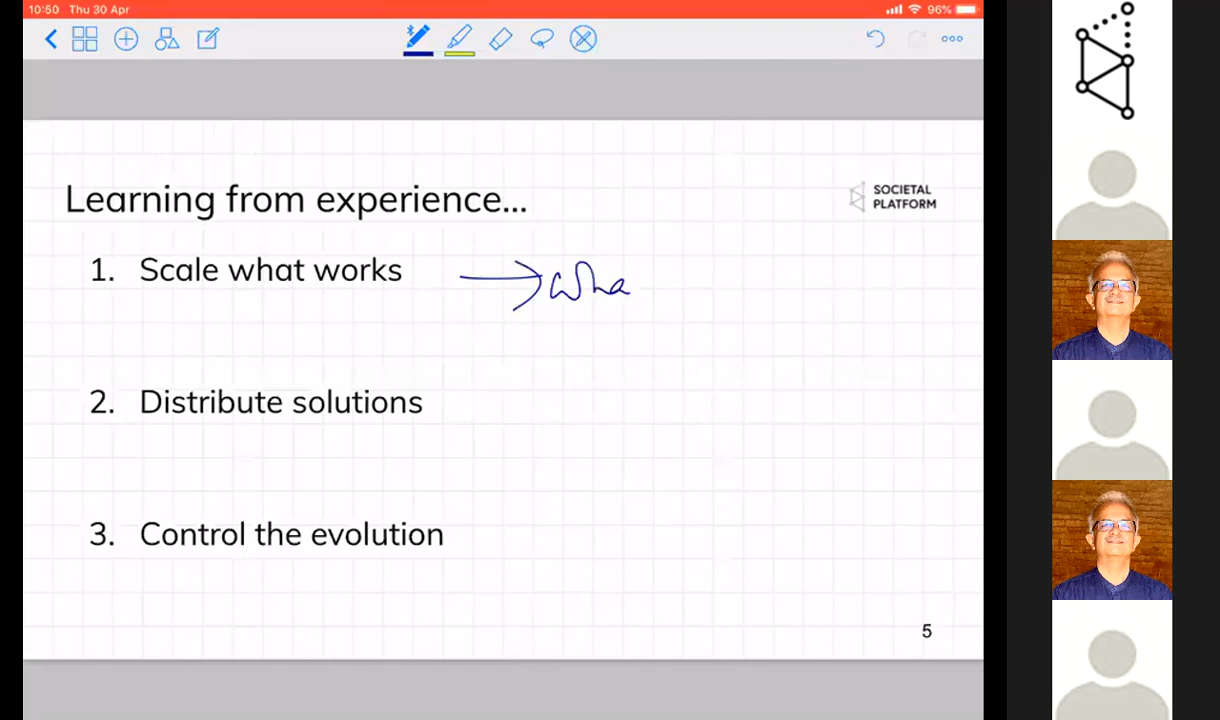 10:50 Thu 30 Apr 96%
Learning from experience...
SOCIETAL
PLATFORM
1. Scale what works → wha
2. Distribute solutions
3. Control the evolution
5